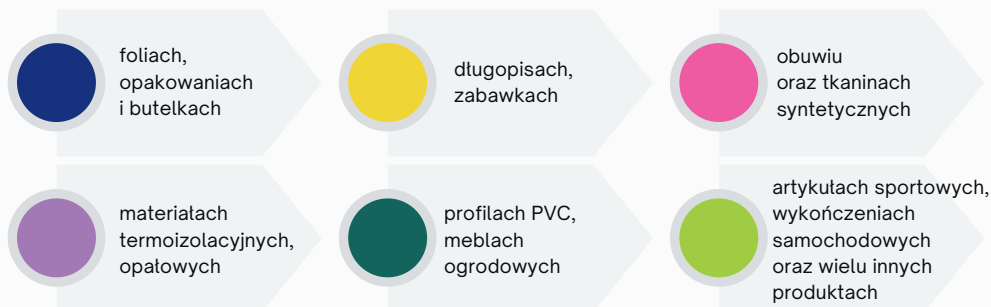 foliach,
opakowaniach
i butelkach
długopisach,
zabawkach
obuwiu
oraz tkaninach
syntetycznych
materiałach
termoizolacyjnych,
opałowych
profilach PVC,
meblach
ogrodowych
artykułach sportowych,
wykończeniach
samochodowych
oraz wielu innych
produktach